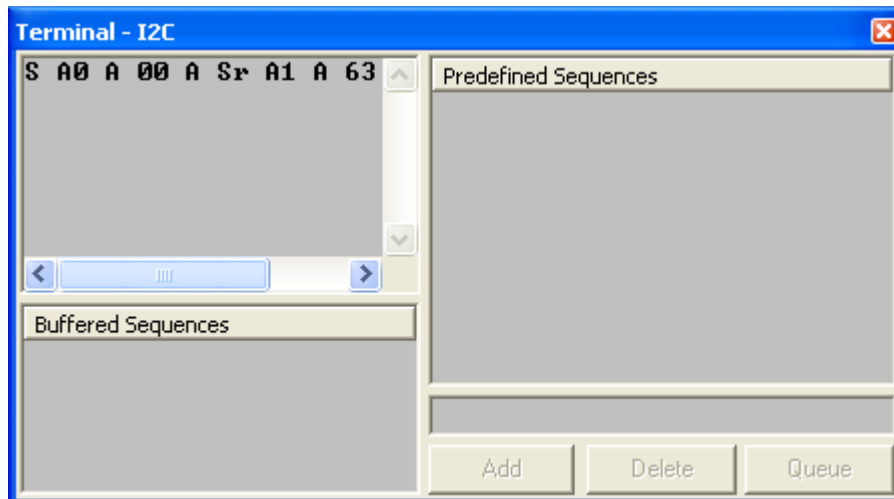 Terminal - I2C
S A0 A 00 A Sr A1 A 63
Predefined Sequences
Buffered Sequences
Add Delete Queue